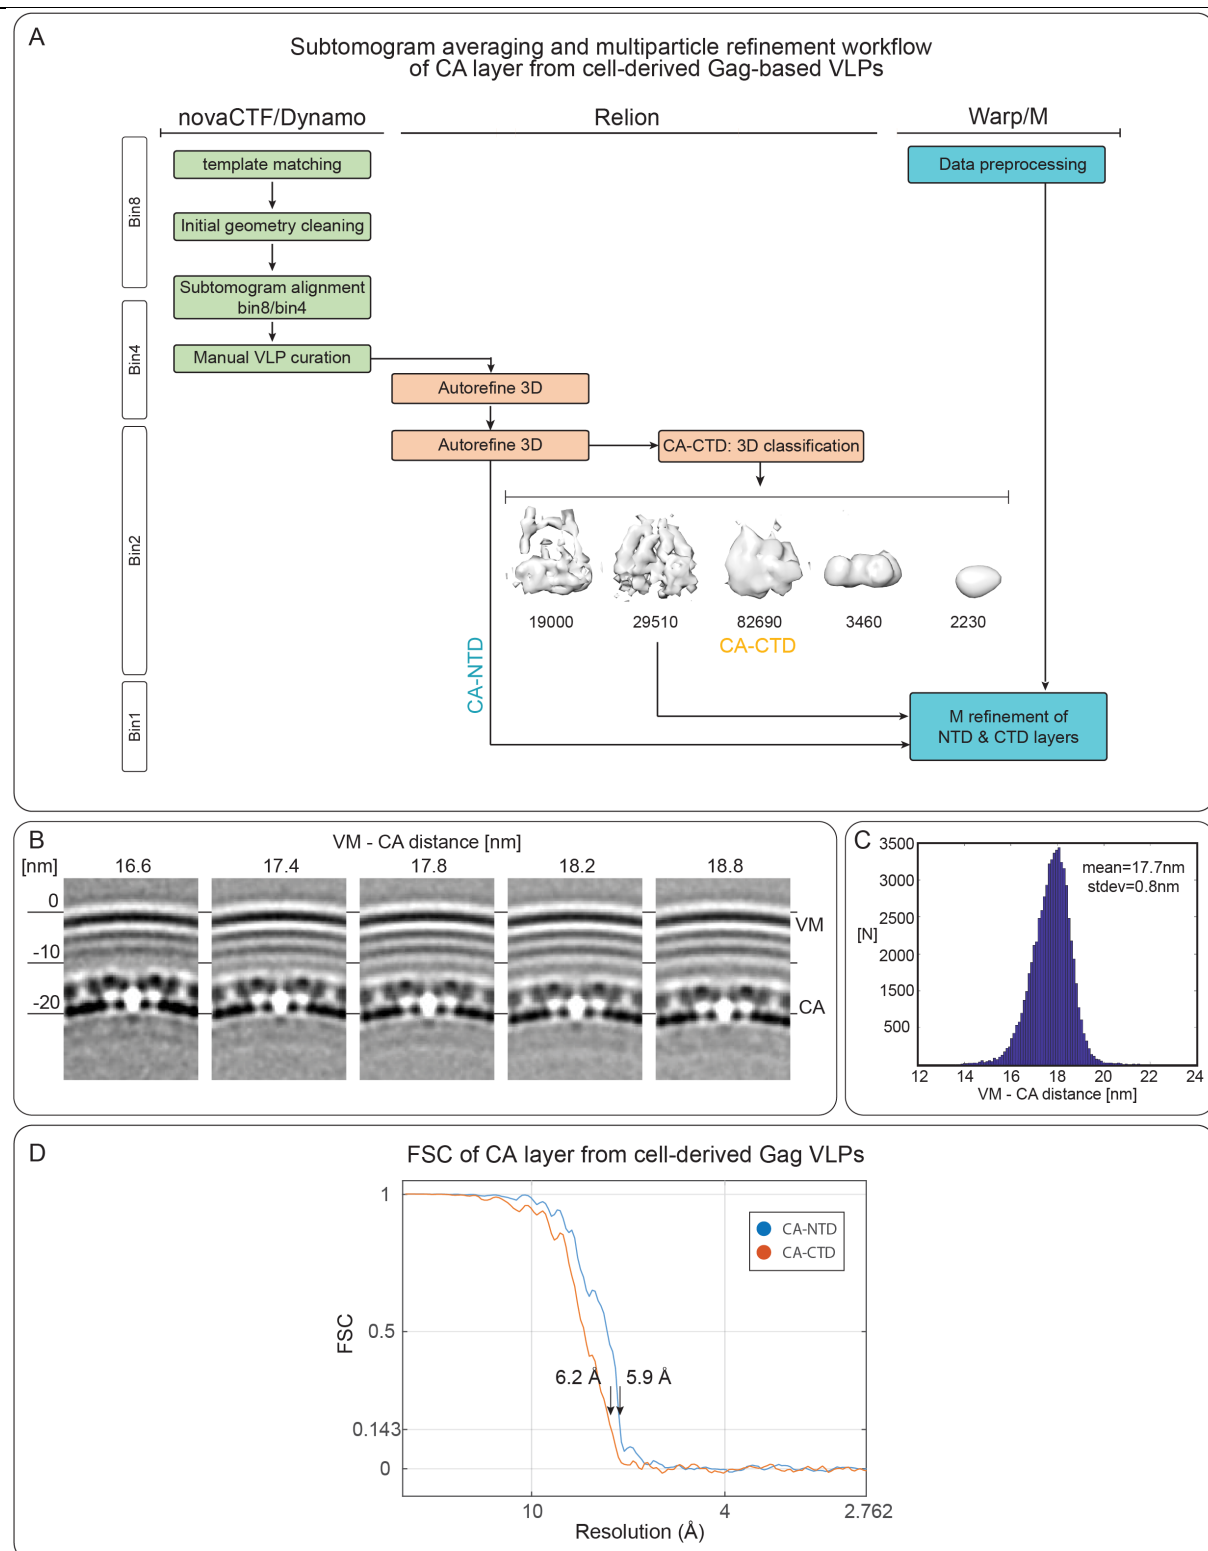 A
Subtomogram averaging and multiparticle refinement workflow
of CA layer from cell-derived Gag-based VLPs
novaCTF/Dynamo
Relion
Warp/M
Bin8
Bin4
Bin2
Bin1
template matching
Initial geometry cleaning
Subtomogram alignment
bin8/bin4
Manual VLP curation
Data preprocessing
Autorefine 3D
Autorefine 3D
CA-CTD: 3D classification
19000 29510 82690 3460 2230
CA-CTD
CA-NTD
M refinement of
NTD & CTD layers
B
VM - CA distance [nm]
[nm] 16.6 17.4 17.8 18.2 18.8
0
VM
-10
-20
CA
C
3500
3000
2500
[N]
2000
1500
500
mean=17.7nm
stdev=0.8nm
12 14 16 18 20 22 24
VM - CA distance [nm]
D
FSC of CA layer from cell-derived Gag VLPs
1
0.5
0.143
0
FSC
CA-NTD
CA-CTD
6.2 Å 5.9 Å
10 4 2.762
Resolution (Å)